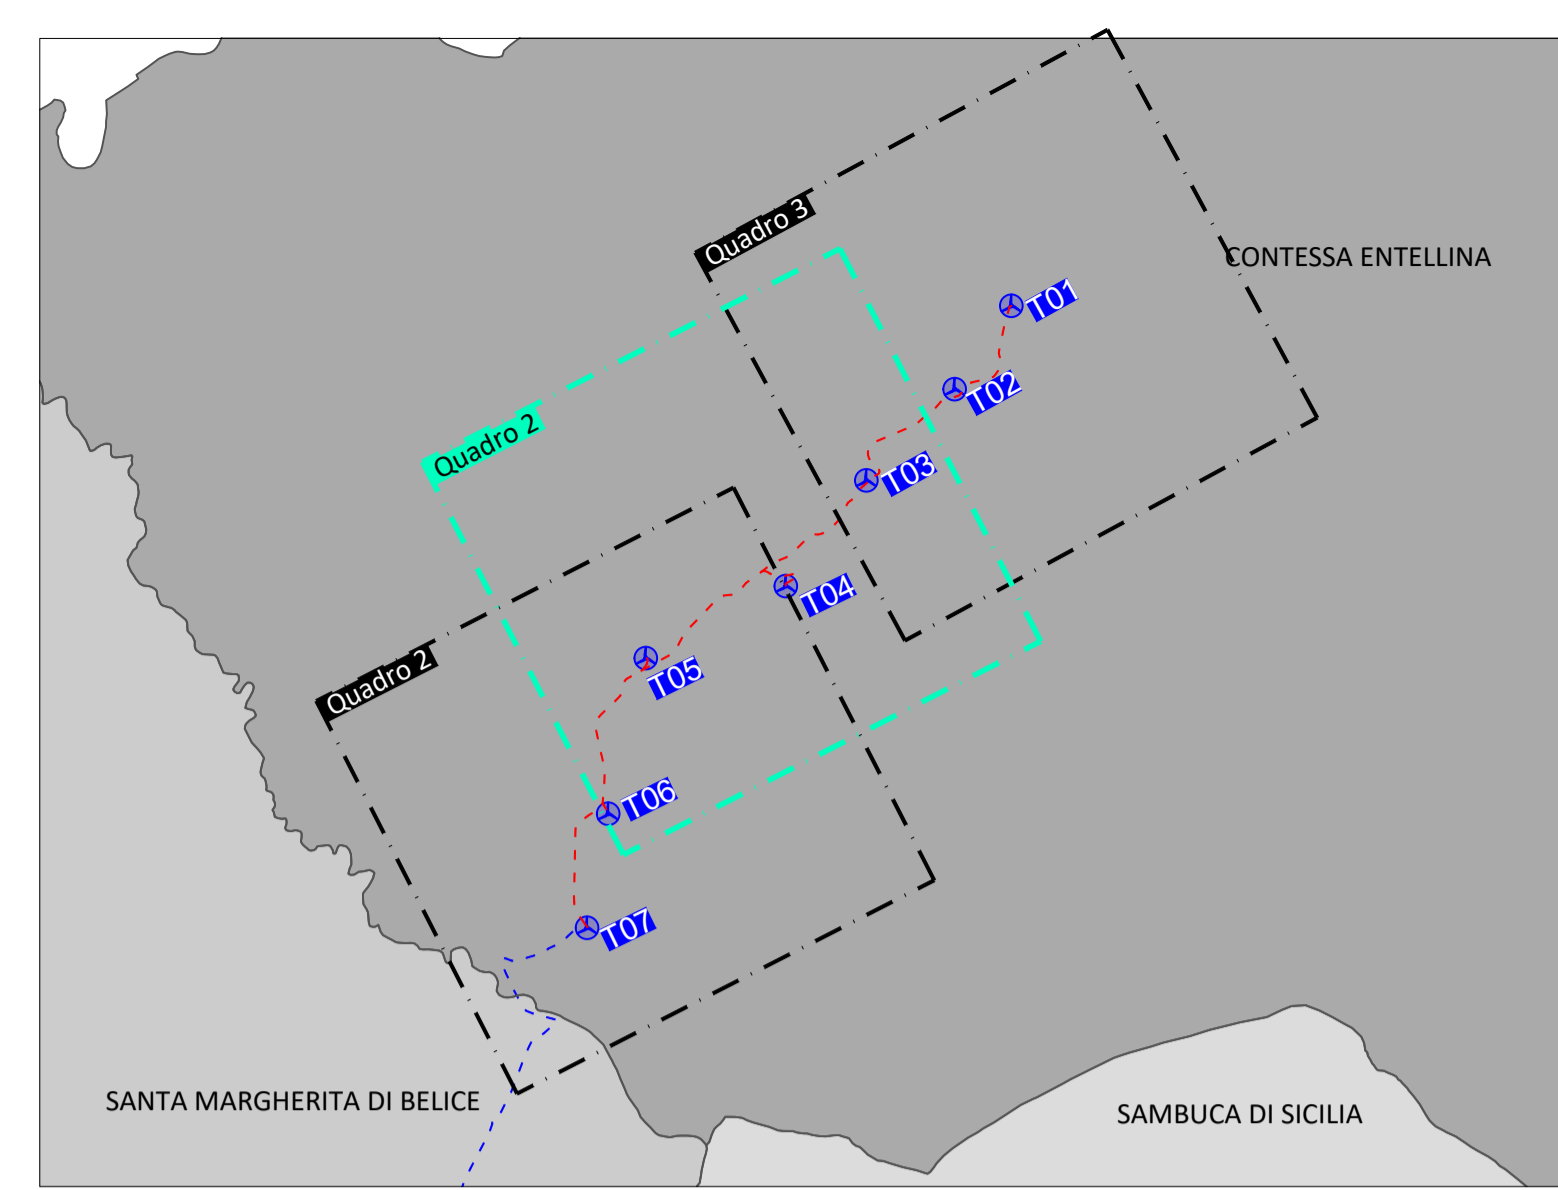 Quadro 3
CONTESSA ENTELLINA
T01
T02
Quadro 2
T03
T04
Quadro 2
T05
T06
T07
SANTA MARGHERITA DI BELICE
SAMBUCA DI SICILIA